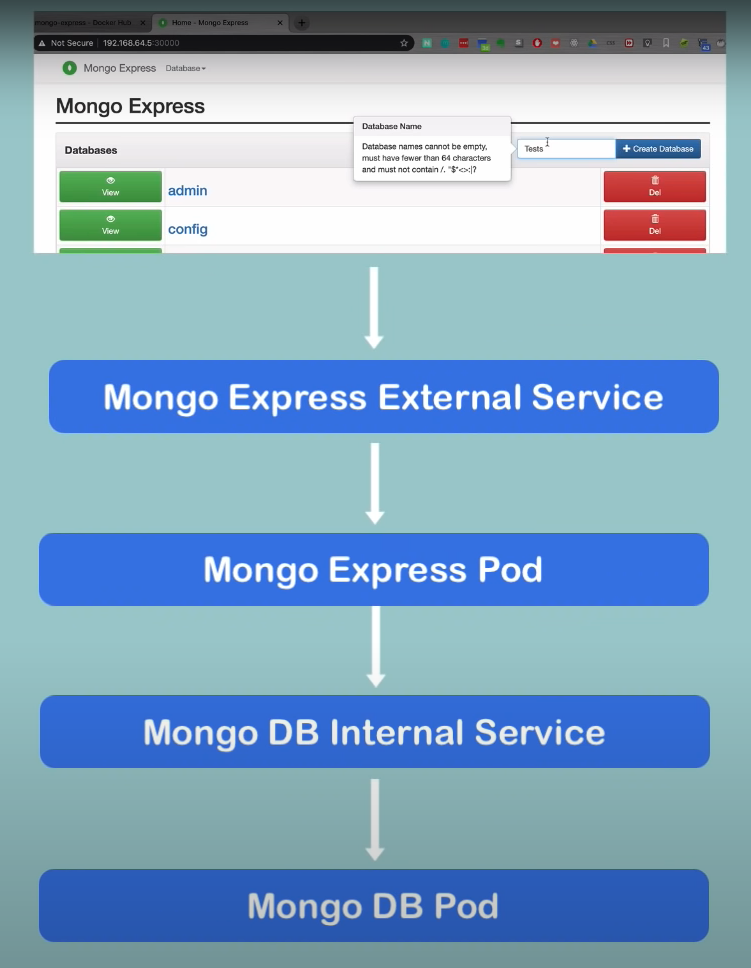 mongo-express - Docker Hub
Home - Mongo Express
Not Secure | 192.168.64.5:30000
Mongo Express Database
Mongo Express
Databases
Database Name
Database names cannot be empty,
must have fewer than 64 characters
and must not contain /. "$*<>:|?
Tests
Create Database
View
admin
Del
View
config
Del
Mongo Express External Service
Mongo Express Pod
Mongo DB Internal Service
Mongo DB Pod